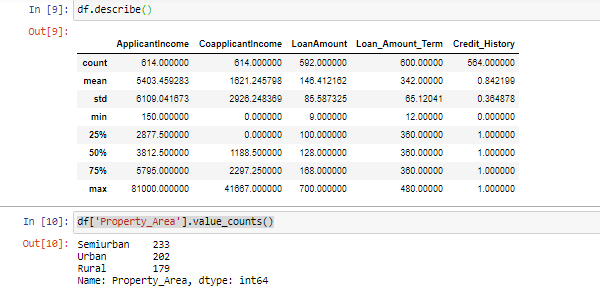 In [9]: df.describe()
Out[9]:
ApplicantIncome CoapplicantIncome LoanAmount Loan_Amount_Term Credit_History
count 614.000000 614.000000 592.000000 600.00000 564.000000
mean 5403.459283 1621.245798 146.412162 342.00000 0.842199
std 6109.041673 2926.248369 85.587325 65.12041 0.364878
min 150.000000 0.000000 9.000000 12.00000 0.000000
25% 2877.500000 0.000000 100.000000 360.00000 1.000000
50% 3812.500000 1188.500000 128.000000 360.00000 1.000000
75% 5795.000000 2297.250000 168.000000 360.00000 1.000000
max 81000.000000 41667.000000 700.000000 480.00000 1.000000
In [10]: df['Property_Area'].value_counts()
Out[10]: Semiurban 233
Urban 202
Rural 179
Name: Property_Area, dtype: int64